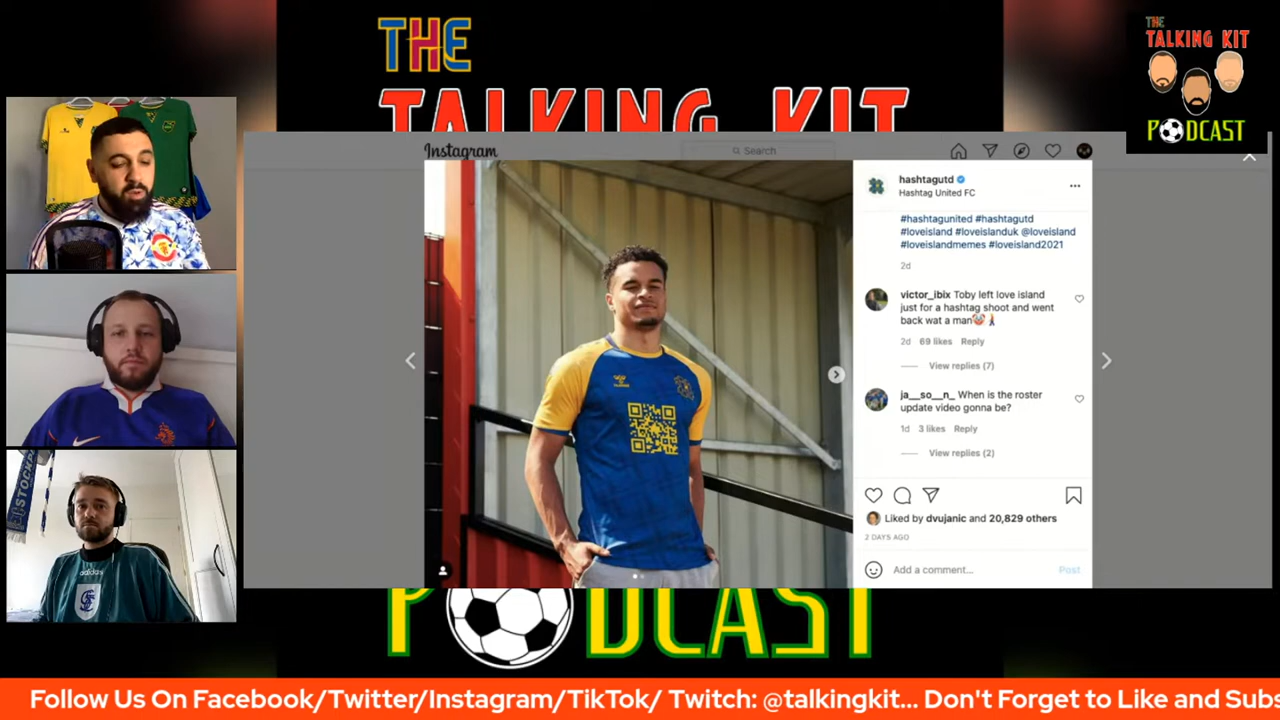 THE
TALKING KIT
PODCAST
THE
TALKING KIT
PODCAST
Instagram
Search
hashtagutd
Hashtag United FC
#hashtagunited #hashtagutd
#loveisland #loveislanduk @loveisland
#loveislandmemes #loveisland2021
2d
victor_ibix Toby left love island
just for a hashtag shoot and went
back wat a man🤡🚶
2d 69 likes Reply
View replies (7)
ja__so__n_ When is the roster
update video gonna be?
1d 3 likes Reply
View replies (2)
Liked by dvujanic and 20,829 others
2 DAYS AGO
Add a comment... Post
STOCKP
adidas
Follow Us On Facebook/Twitter/Instagram/TikTok/ Twitch: @talkingkit... Don't Forget to Like and Subs